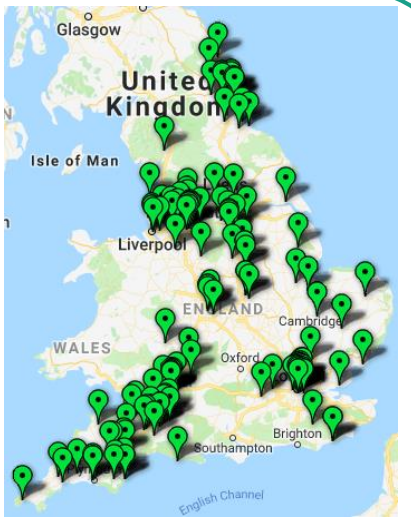 Glasgow
United
Kingdom
Isle of Man
Liverpool
ENGLAND
Cambridge
WALES
Oxford
Southampton
Brighton
English Channel